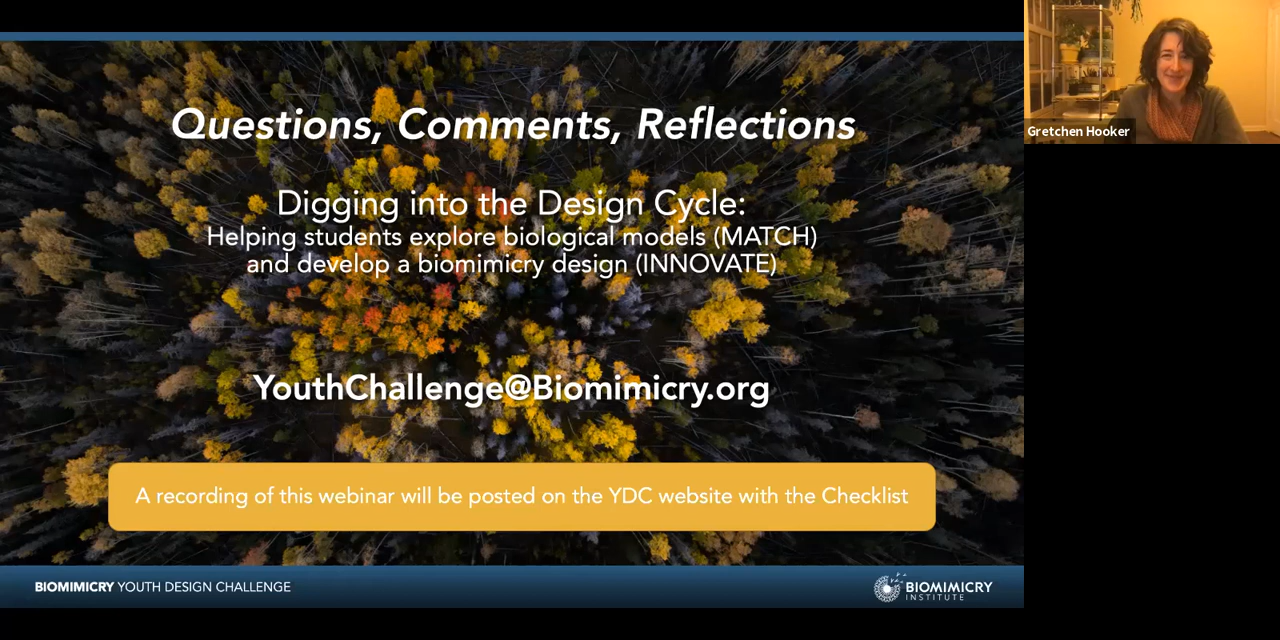 Questions, Comments, Reflections
Digging into the Design Cycle:
Helping students explore biological models (MATCH)
and develop a biomimicry design (INNOVATE)
YouthChallenge@Biomimicry.org
A recording of this webinar will be posted on the YDC website with the Checklist
BIOMIMICRY YOUTH DESIGN CHALLENGE
BIOMIMICRY
INSTITUTE
Gretchen Hooker